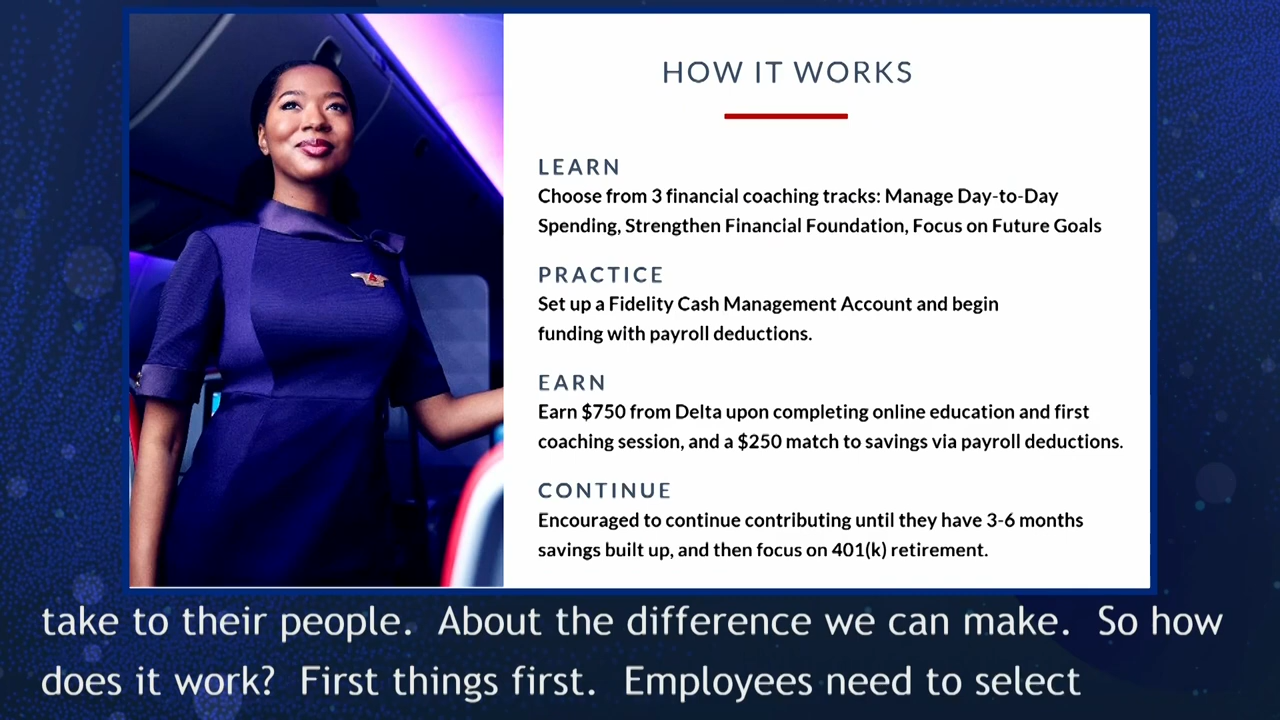 HOW IT WORKS
LEARN
Choose from 3 financial coaching tracks: Manage Day-to-Day
Spending, Strengthen Financial Foundation, Focus on Future Goals
PRACTICE
Set up a Fidelity Cash Management Account and begin
funding with payroll deductions.
EARN
Earn $750 from Delta upon completing online education and first
coaching session, and a $250 match to savings via payroll deductions.
CONTINUE
Encouraged to continue contributing until they have 3-6 months
savings built up, and then focus on 401(k) retirement.
take to their people.  About the difference we can make.  So how
does it work?  First things first.  Employees need to select